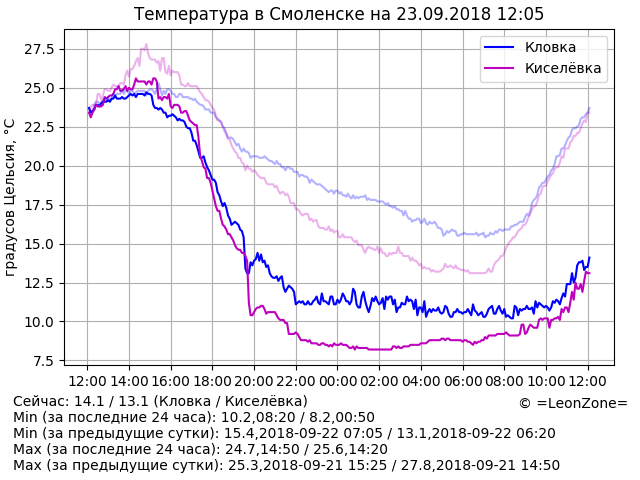 Температура в Смоленске на 23.09.2018 12:05
Кловка
Киселёвка
градусов Цельсия, °C
27.5
25.0
22.5
20.0
17.5
15.0
12.5
10.0
7.5
12:00 14:00 16:00 18:00 20:00 22:00 00:00 02:00 04:00 06:00 08:00 10:00 12:00
Сейчас: 14.1 / 13.1 (Кловка / Киселёвка)
© =LeonZone=
Min (за последние 24 часа): 10.2,08:20 / 8.2,00:50
Min (за предыдущие сутки): 15.4,2018-09-22 07:05 / 13.1,2018-09-22 06:20
Max (за последние 24 часа): 24.7,14:50 / 25.6,14:20
Max (за предыдущие сутки): 25.3,2018-09-21 15:25 / 27.8,2018-09-21 14:50